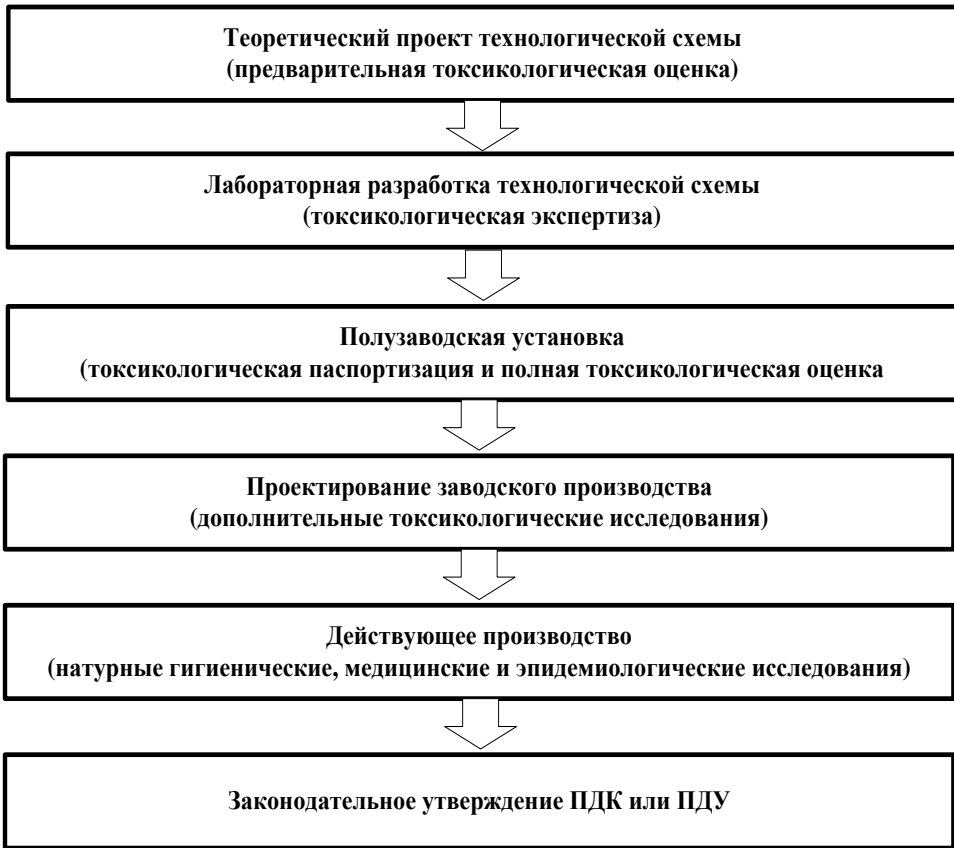 Теоретический проект технологической схемы
(предварительная токсикологическая оценка)
Лабораторная разработка технологической схемы
(токсикологическая экспертиза)
Полузаводская установка
(токсикологическая паспортизация и полная токсикологическая оценка
Проектирование заводского производства
(дополнительные токсикологические исследования)
Действующее производство
(натурные гигиенические, медицинские и эпидемиологические исследования)
Законодательное утверждение ПДК или ПДУ